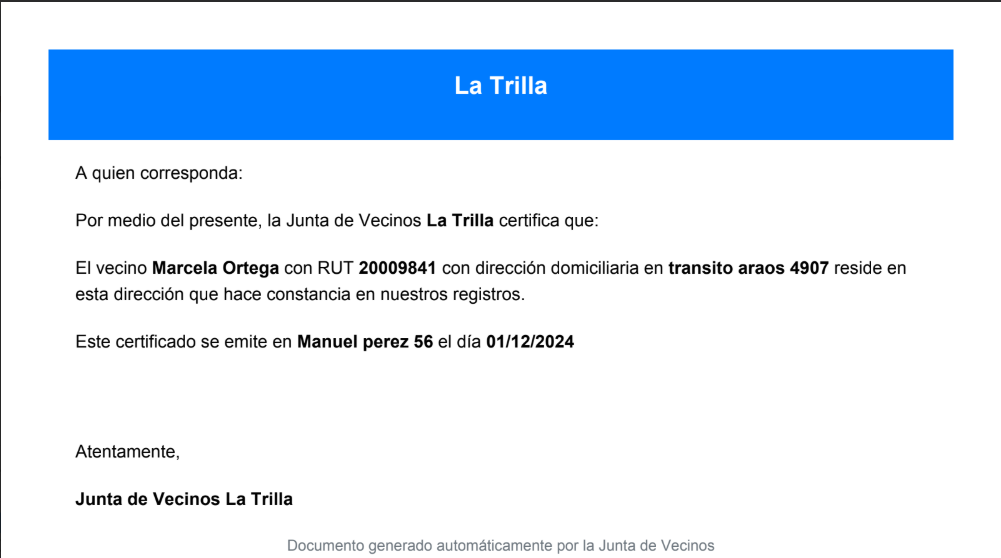 La Trilla
A quien corresponda:
Por medio del presente, la Junta de Vecinos La Trilla certifica que:
El vecino Marcela Ortega con RUT 20009841 con dirección domiciliaria en transito araos 4907 reside en
esta dirección que hace constancia en nuestros registros.
Este certificado se emite en Manuel perez 56 el día 01/12/2024
Atentamente,
Junta de Vecinos La Trilla
Documento generado automáticamente por la Junta de Vecinos